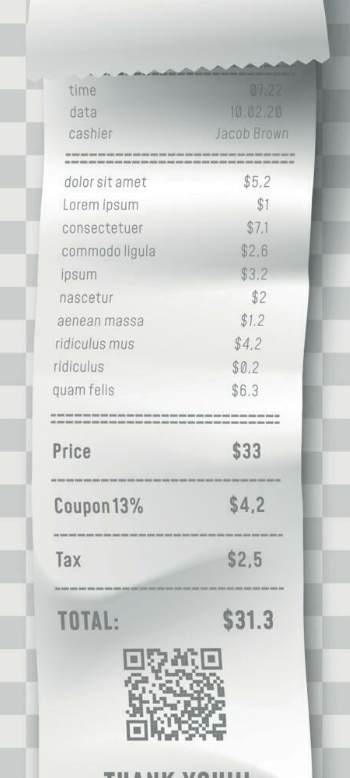 time 07.22
data 10.02.20
cashier Jacob Brown
dolor sit amet $5,2
Lorem ipsum $1
consectetuer $7,1
commodo ligula $2,6
ipsum $3,2
nascetur $2
aenean massa $1.2
ridiculus mus $4,2
ridiculus $0,2
quam felis $6.3
Price $33
Coupon 13% $4,2
Tax $2,5
TOTAL: $31.3
THANK YOU!!!